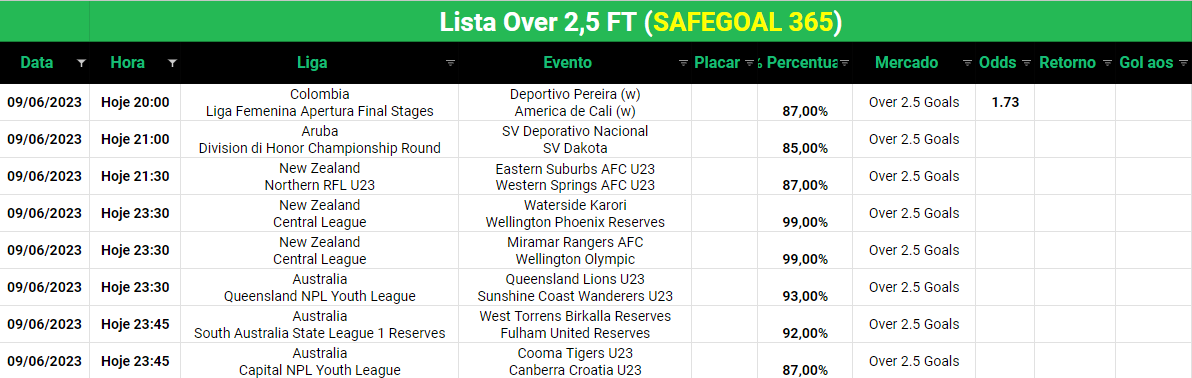 Lista Over 2,5 FT (SAFEGOAL 365)
Data Hora Liga Evento Placar % Percentua Mercado Odds Retorno Gol aos
09/06/2023 Hoje 20:00 Colombia Deportivo Pereira (w) Over 2.5 Goals 1.73
Liga Femenina Apertura Final Stages America de Cali (w) 87,00%
09/06/2023 Hoje 21:00 Aruba SV Deporativo Nacional Over 2.5 Goals
Division di Honor Championship Round SV Dakota 85,00%
09/06/2023 Hoje 21:30 New Zealand Eastern Suburbs AFC U23 Over 2.5 Goals
Northern RFL U23 Western Springs AFC U23 87,00%
09/06/2023 Hoje 23:30 New Zealand Waterside Karori Over 2.5 Goals
Central League Wellington Phoenix Reserves 99,00%
09/06/2023 Hoje 23:30 New Zealand Miramar Rangers AFC Over 2.5 Goals
Central League Wellington Olympic 99,00%
09/06/2023 Hoje 23:30 Australia Queensland Lions U23 Over 2.5 Goals
Queensland NPL Youth League Sunshine Coast Wanderers U23 93,00%
09/06/2023 Hoje 23:45 Australia West Torrens Birkalla Reserves Over 2.5 Goals
South Australia State League 1 Reserves Fulham United Reserves 92,00%
09/06/2023 Hoje 23:45 Australia Cooma Tigers U23 Over 2.5 Goals
Capital NPL Youth League Canberra Croatia U23 87,00%